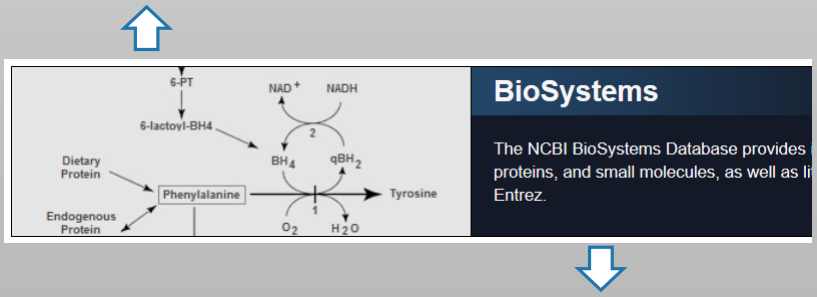 6-PT
NAD+ NADH
6-lactoyl-BH4
2
Dietary
Protein
BH4 qBH2
Phenylalanine
Tyrosine
1
Endogenous
Protein
O2 H2O
BioSystems
The NCBI BioSystems Database provides
proteins, and small molecules, as well as
Entrez.